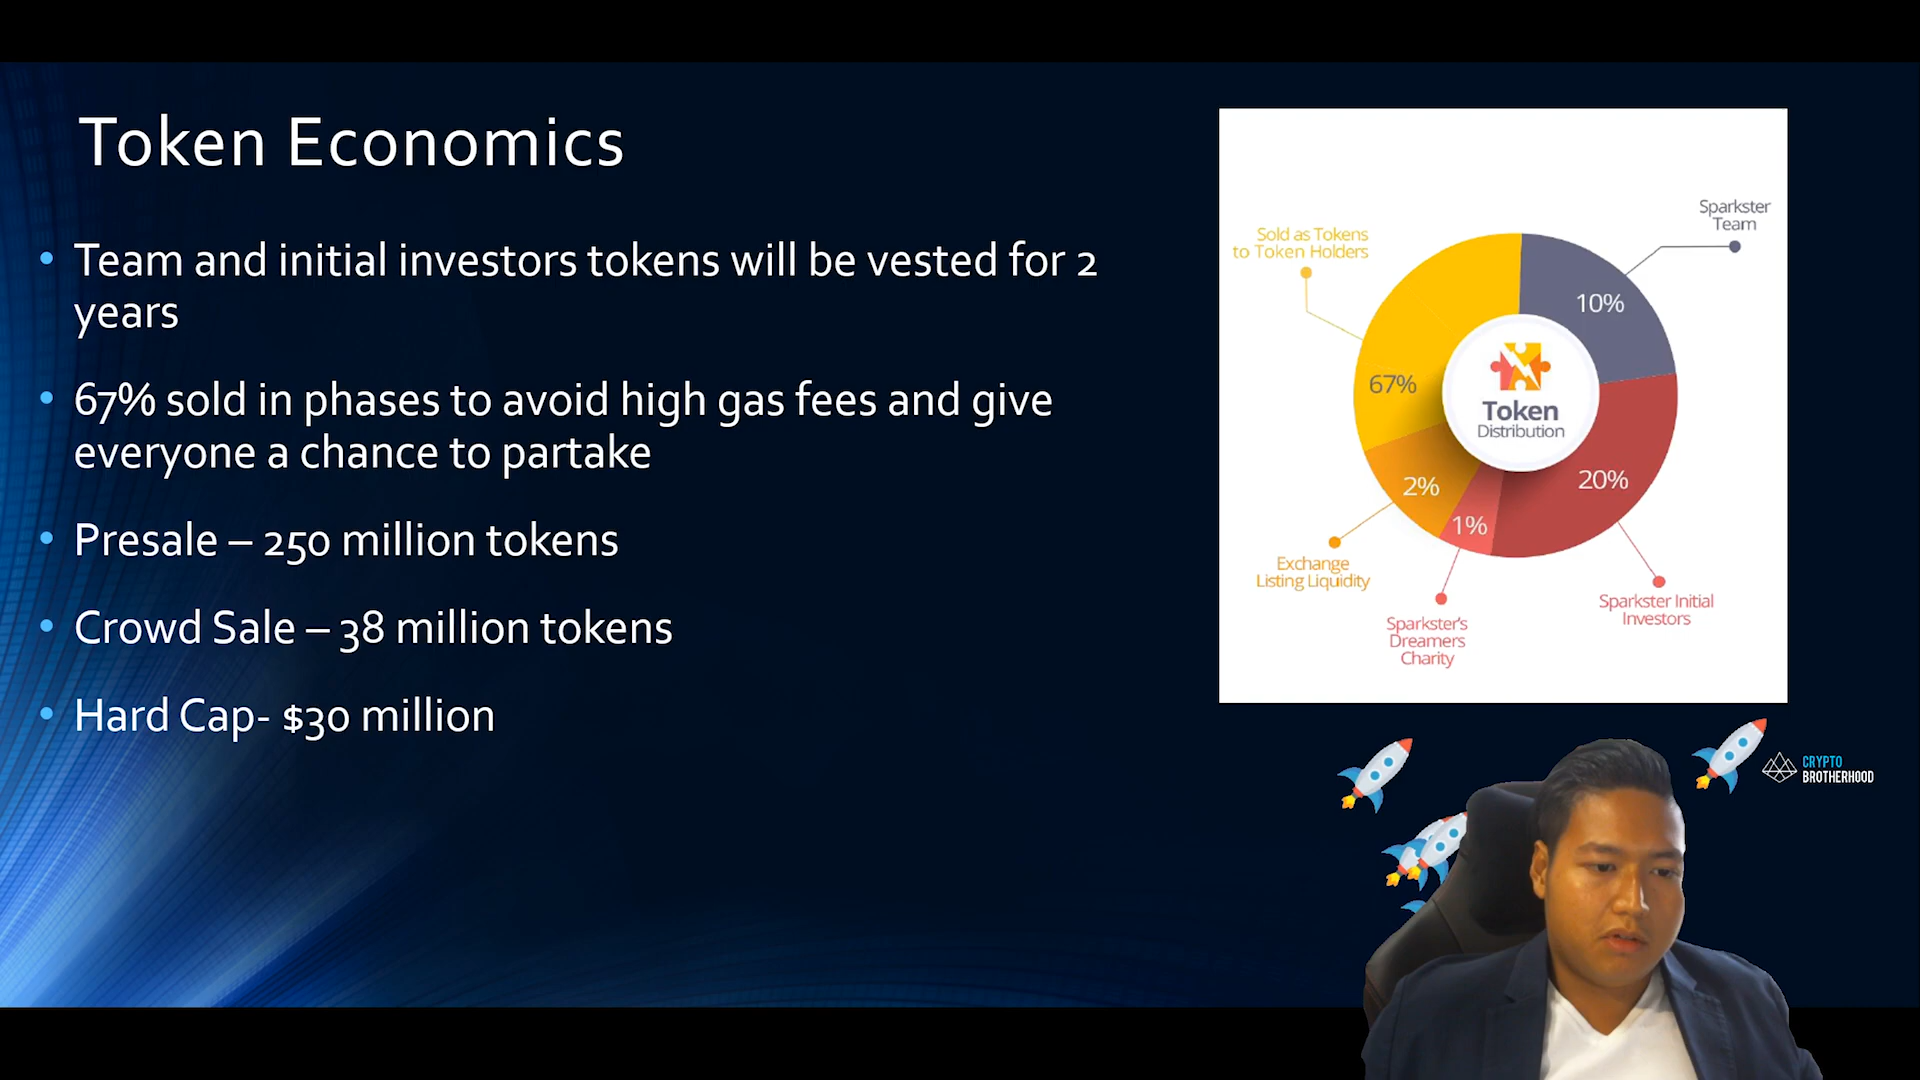 Token Economics
• Team and initial investors tokens will be vested for 2
years
• 67% sold in phases to avoid high gas fees and give
everyone a chance to partake
• Presale – 250 million tokens
• Crowd Sale – 38 million tokens
• Hard Cap- $30 million
Sparkster
Team
Sold as Tokens
to Token Holders
10%
67%
Token
Distribution
20%
2%
1%
Exchange
Listing Liquidity
Sparkster Initial
Investors
Sparkster's
Dreamers
Charity
CRYPTO
BROTHERHOOD